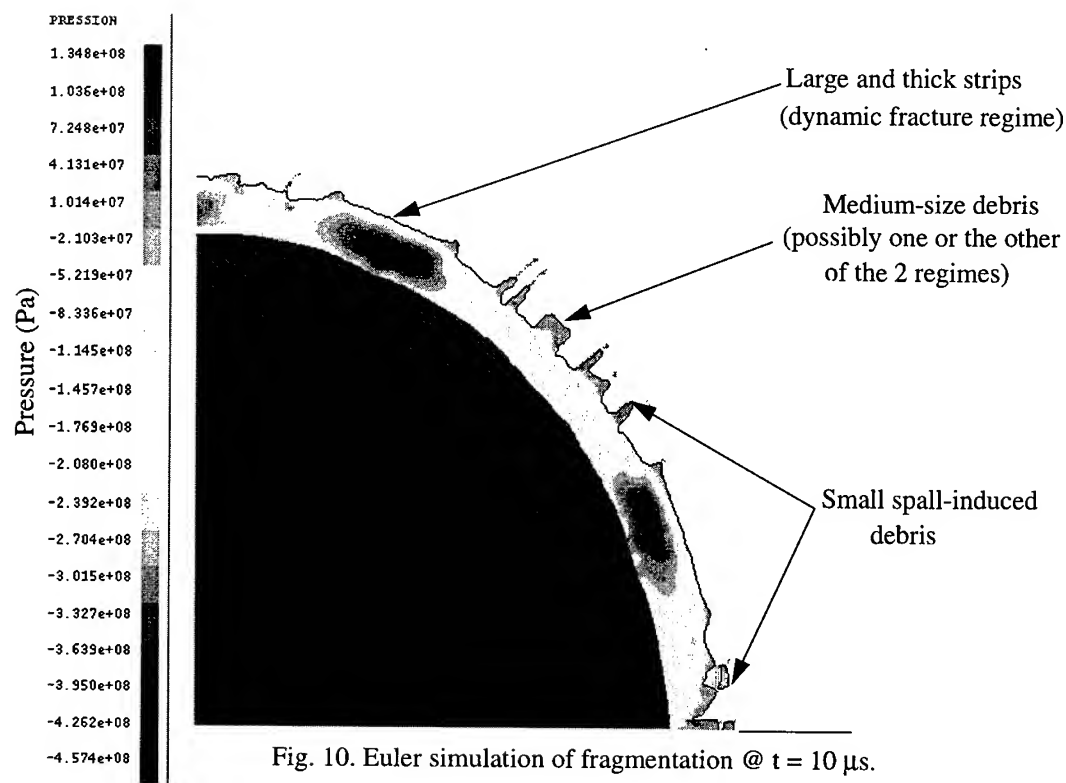 PRESSION
1.348e+08
1.036e+08
7.248e+07
4.131e+07
1.014e+07
-2.103e+07
-5.219e+07
-8.336e+07
-1.145e+08
-1.457e+08
-1.769e+08
-2.080e+08
-2.392e+08
-2.704e+08
-3.015e+08
-3.327e+08
-3.639e+08
-3.950e+08
-4.262e+08
-4.574e+08
Pressure (Pa)
Large and thick strips
(dynamic fracture regime)
Medium-size debris
(possibly one or the other
of the 2 regimes)
Small spall-induced
debris
Fig. 10. Euler simulation of fragmentation @ t = 10 μs.